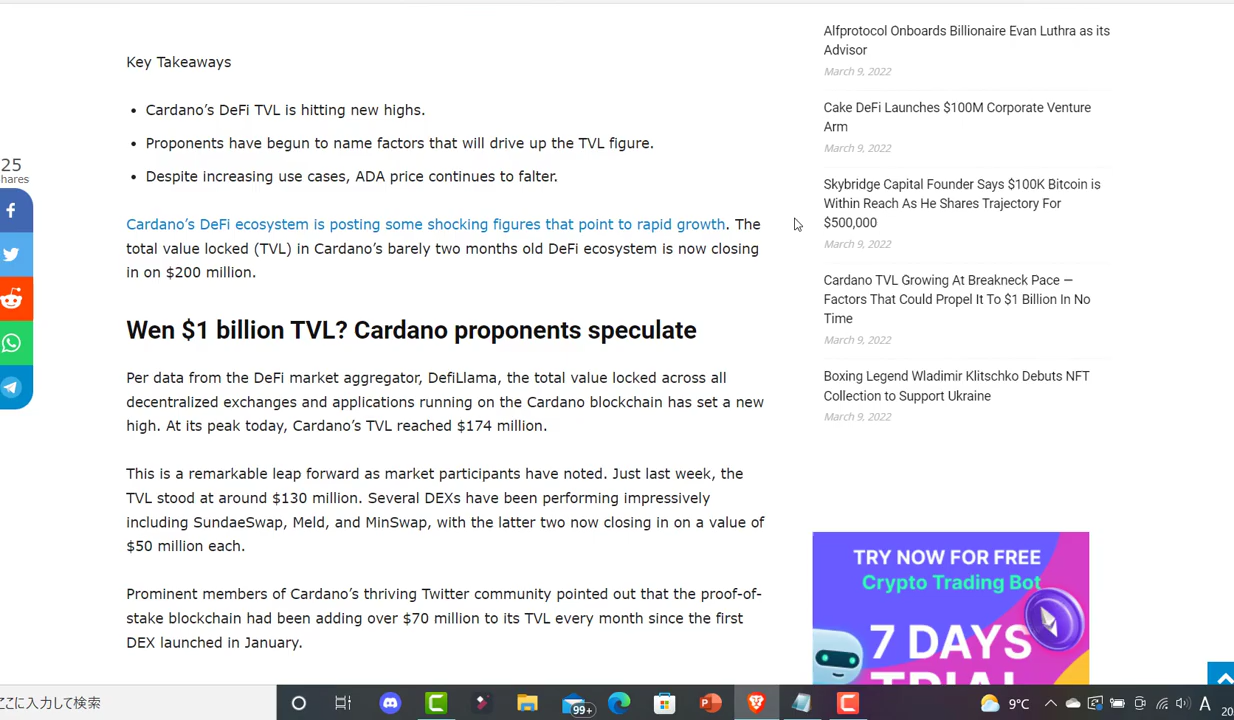 Key Takeaways
• Cardano’s DeFi TVL is hitting new highs.
• Proponents have begun to name factors that will drive up the TVL figure.
• Despite increasing use cases, ADA price continues to falter.
Cardano’s DeFi ecosystem is posting some shocking figures that point to rapid growth. The
total value locked (TVL) in Cardano’s barely two months old DeFi ecosystem is now closing
in on $200 million.
Wen $1 billion TVL? Cardano proponents speculate
Per data from the DeFi market aggregator, DefiLlama, the total value locked across all
decentralized exchanges and applications running on the Cardano blockchain has set a new
high. At its peak today, Cardano’s TVL reached $174 million.
This is a remarkable leap forward as market participants have noted. Just last week, the
TVL stood at around $130 million. Several DEXs have been performing impressively
including SundaeSwap, Meld, and MinSwap, with the latter two now closing in on a value of
$50 million each.
Prominent members of Cardano’s thriving Twitter community pointed out that the proof-of-
stake blockchain had been adding over $70 million to its TVL every month since the first
DEX launched in January.
25
hares
Alfprotocol Onboards Billionaire Evan Luthra as its
Advisor
March 9, 2022
Cake DeFi Launches $100M Corporate Venture
Arm
March 9, 2022
Skybridge Capital Founder Says $100K Bitcoin is
Within Reach As He Shares Trajectory For
$500,000
March 9, 2022
Cardano TVL Growing At Breakneck Pace —
Factors That Could Propel It To $1 Billion In No
Time
March 9, 2022
Boxing Legend Wladimir Klitschko Debuts NFT
Collection to Support Ukraine
March 9, 2022
TRY NOW FOR FREE
Crypto Trading Bot
7 DAYS
TRIAL
ここに入力して検索
99+
9°C
A
20